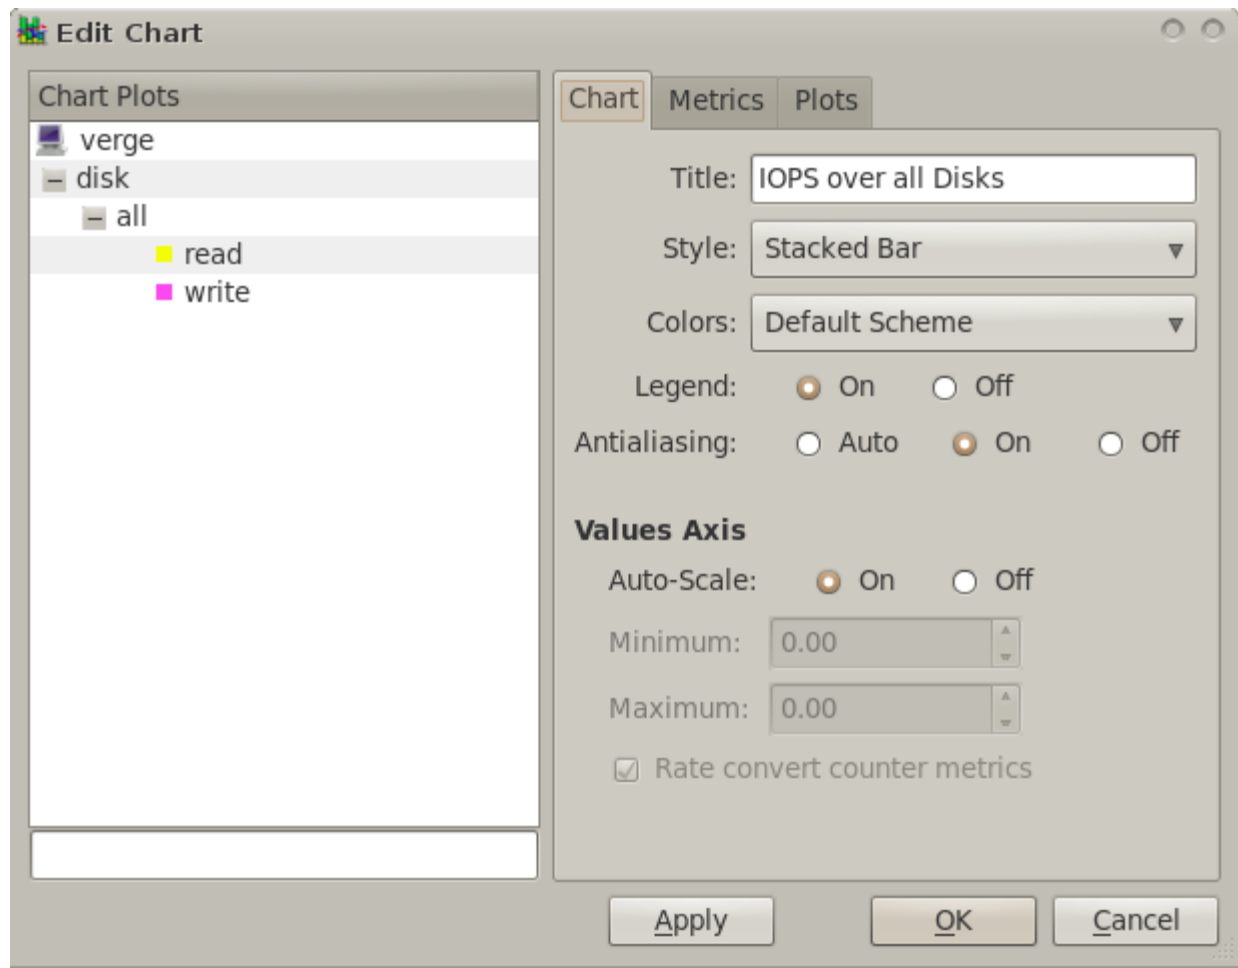 Edit Chart
Chart Plots
verge
disk
all
read
write
Chart Metrics Plots
Title: IOPS over all Disks
Style: Stacked Bar
Colors: Default Scheme
Legend: On Off
Antialiasing: Auto On Off
Values Axis
Auto-Scale: On Off
Minimum: 0.00
Maximum: 0.00
Rate convert counter metrics
Apply OK Cancel